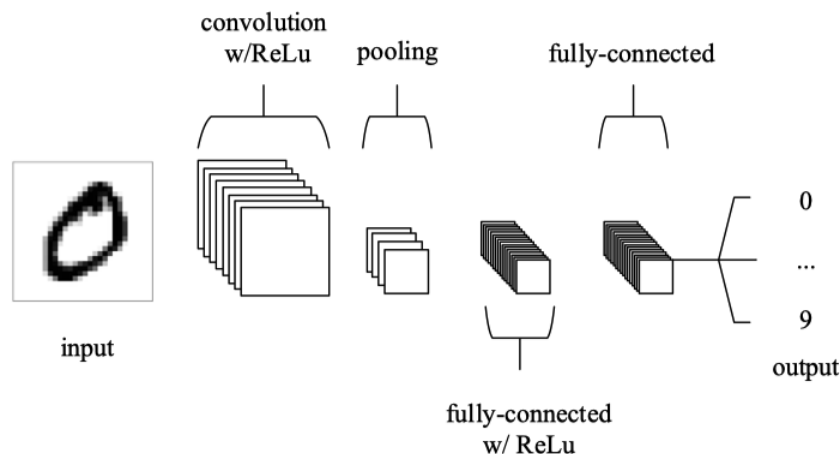 convolution
w/ReLu
pooling
fully-connected
0
...
9
input
output
fully-connected
w/ ReLu